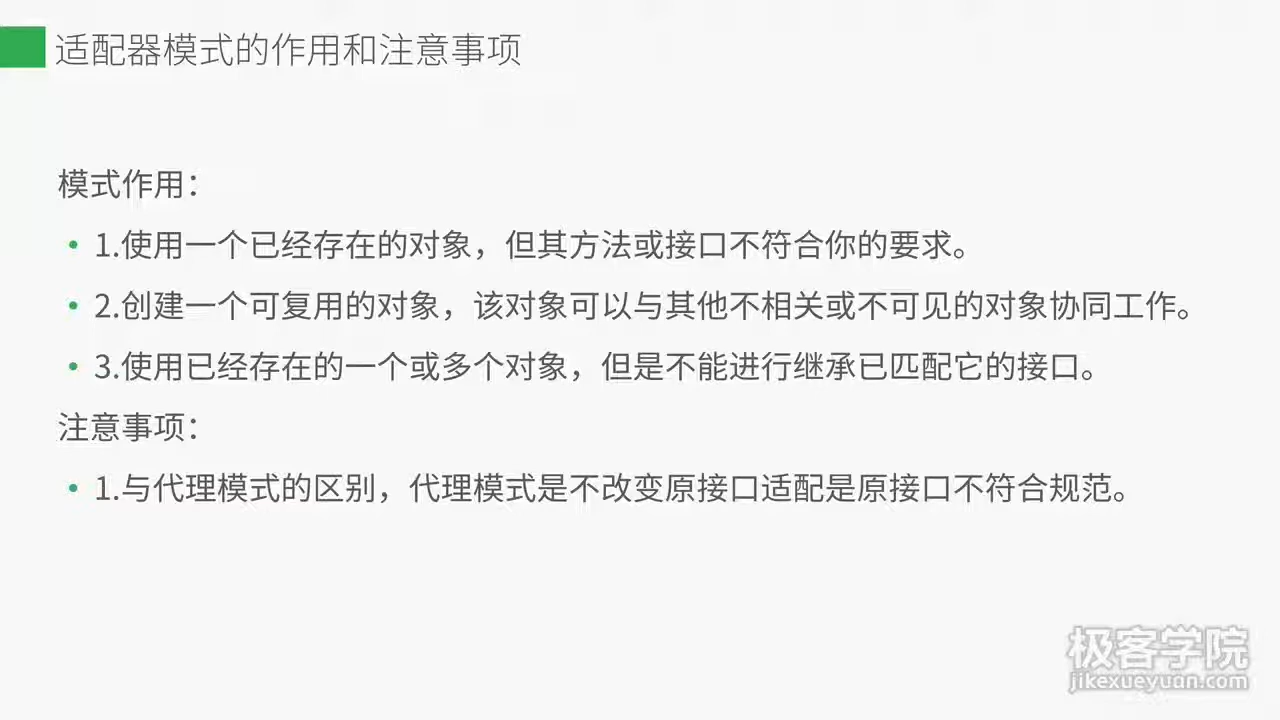 适配器模式的作用和注意事项
模式作用：
• 1.使用一个已经存在的对象，但其方法或接口不符合你的要求。
• 2.创建一个可复用的对象，该对象可以与其他不相关或不可见的对象协同工作。
• 3.使用已经存在的一个或多个对象，但是不能进行继承已匹配它的接口。
注意事项：
• 1.与代理模式的区别，代理模式是不改变原接口适配是原接口不符合规范。
极客学院
jikexueyuan.com